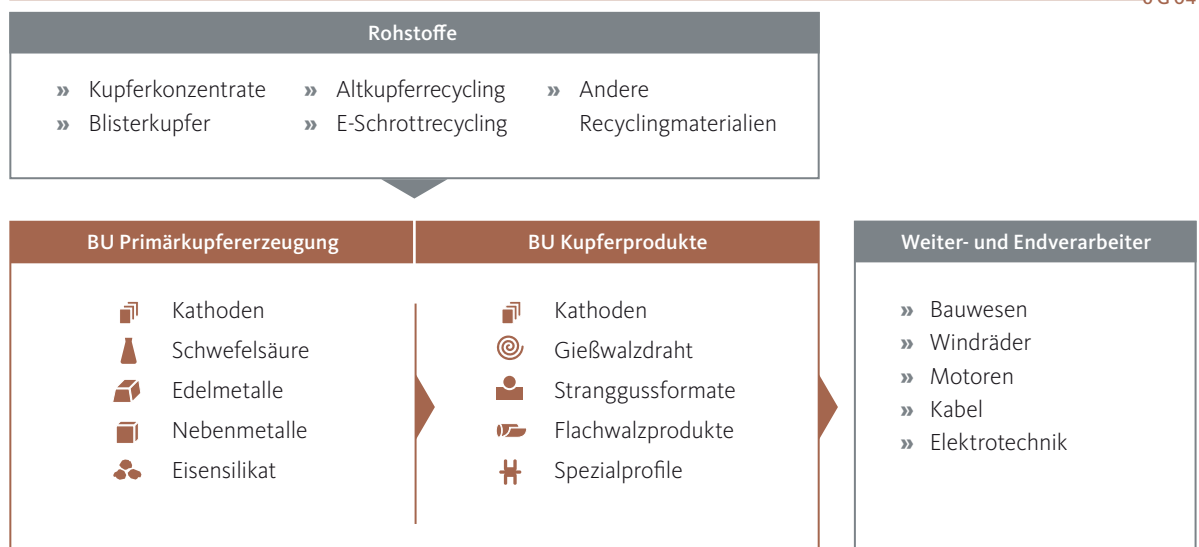 Rohstoffe
» Kupferkonzentrate » Altkupferrecycling » Andere
» Blisterkupfer » E-Schrottrecycling Recyclingmaterialien
BU Primärkupfererzeugung
Kathoden
Schwefelsäure
Edelmetalle
Nebenmetalle
Eisensilikat
BU Kupferprodukte
Kathoden
Gießwalzdraht
Stranggussformate
Flachwalzprodukte
Spezialprofile
Weiter- und Endverarbeiter
» Bauwesen
» Windräder
» Motoren
» Kabel
» Elektrotechnik